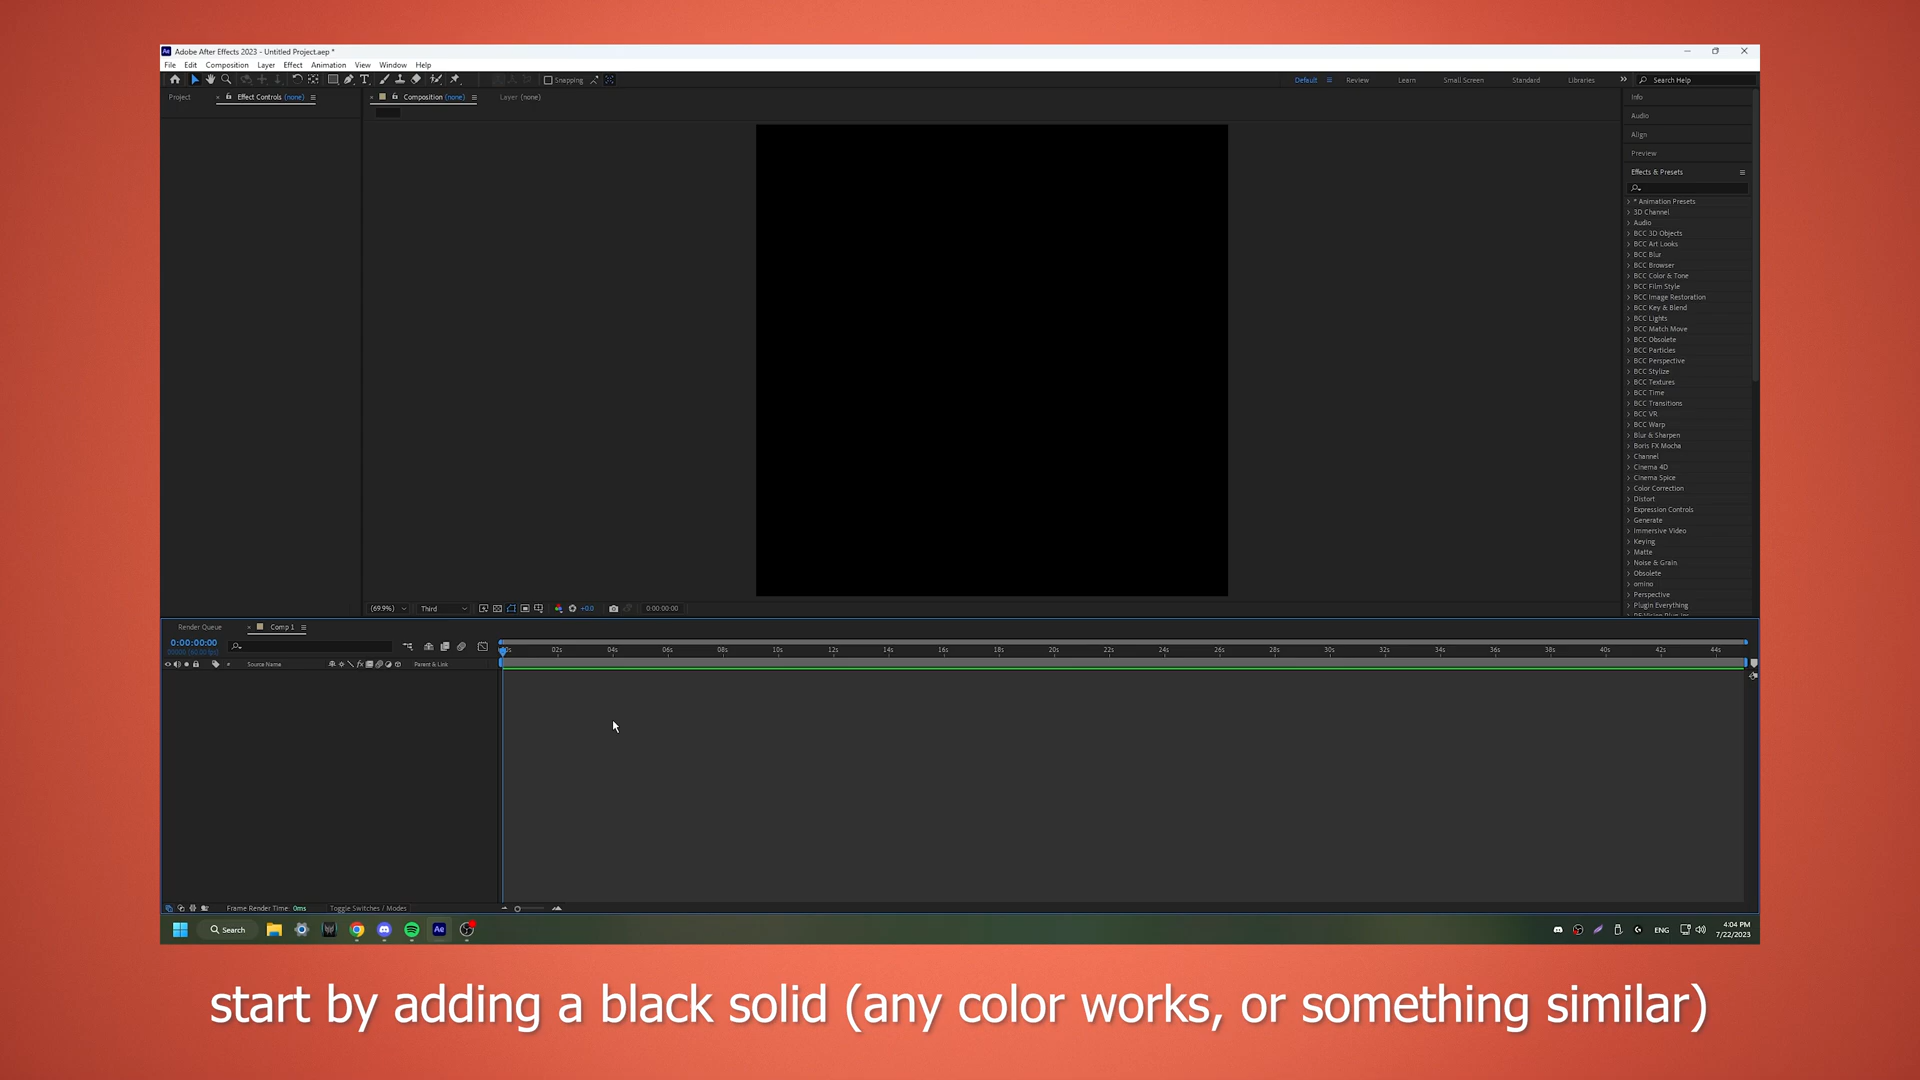 Adobe After Effects 2023 - Untitled Project.aep *
File Edit Composition Layer Effect Animation View Window Help
Snapping Default Review Learn Small Screen Standard Libraries Search Help
Project Effect Controls (none) Composition (none) Layer (none)
Info
Audio
Align
Preview
Effects & Presets
* Animation Presets
3D Channel
Audio
BCC 3D Objects
BCC Art Looks
BCC Blur
BCC Browser
BCC Color & Tone
BCC Film Style
BCC Image Restoration
BCC Key & Blend
BCC Lights
BCC Match Move
BCC Obsolete
BCC Particles
BCC Perspective
BCC Stylize
BCC Textures
BCC Time
BCC Transitions
BCC VR
BCC Warp
Blur & Sharpen
Boris FX Mocha
Channel
Cinema 4D
Cinema Spice
Color Correction
Distort
Expression Controls
Generate
Immersive Video
Keying
Matte
Noise & Grain
Obsolete
omino
Perspective
Plugin Everything
(69.9%) Third +0.0 0:00:00:00
Render Queue Comp 1
0:00:00:00
02s 04s 06s 08s 10s 12s 14s 16s 18s 20s 22s 24s 26s 28s 30s 32s 34s 36s 38s 40s 42s 44s
# Source Name Parent & Link
Frame Render Time: 0ms Toggle Switches / Modes
Search Ae ENG 4:04 PM
7/22/2023
start by adding a black solid (any color works, or something similar)